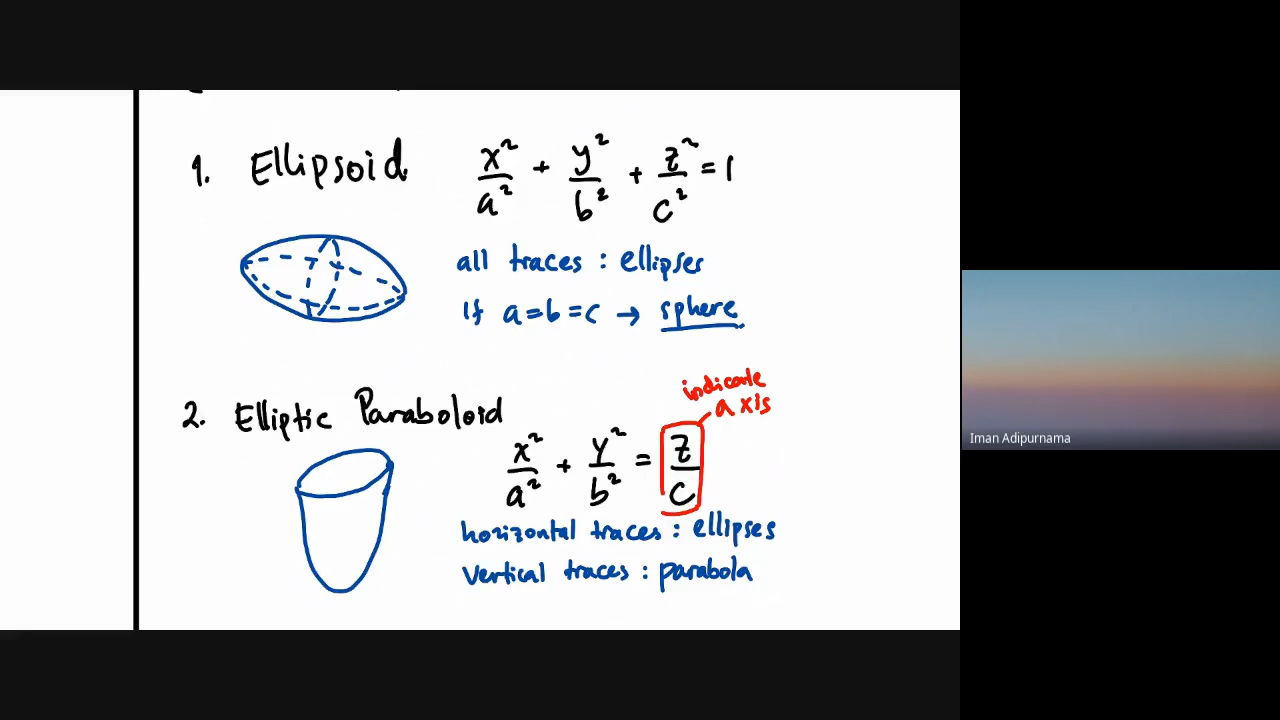 1. Ellipsoid x²/a² + y²/b² + z²/c² = 1
all traces : ellipses
If a=b=c → sphere
indicate
axis
2. Elliptic Paraboloid
x²/a² + y²/b² = z/c
horizontal traces : ellipses
vertical traces : parabola
Iman Adipurnama